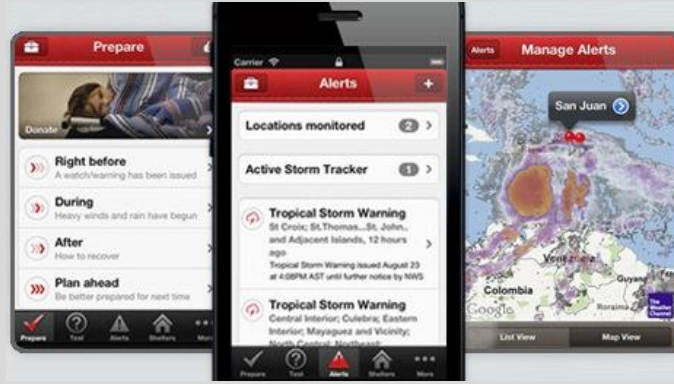 Prepare
Donate
Right before
A watch/warning has been issued
During
Heavy winds and rain have begun
After
How to recover
Plan ahead
Be better prepared for next time
Prepare
Test
Alerts
Shelters
More
Carrier
Alerts
+
Locations monitored 2
Active Storm Tracker 1
Tropical Storm Warning
St Croix; St.Thomas...St. John..
and Adjacent Islands, 12 hours
ago
Tropical Storm Warning issued August 23
at 4:08PM AST until further notice by NWS
Tropical Storm Warning
Central Interior; Culebra; Eastern
Interior; Mayaguez and Vicinity;
North Central; Northeast;
Prepare
Test
Alerts
Shelters
More
Alerts
Manage Alerts
San Juan
Venezuela
Colombia
Guyana
Roraima
Google
The
Weather
Channel
List View
Map View